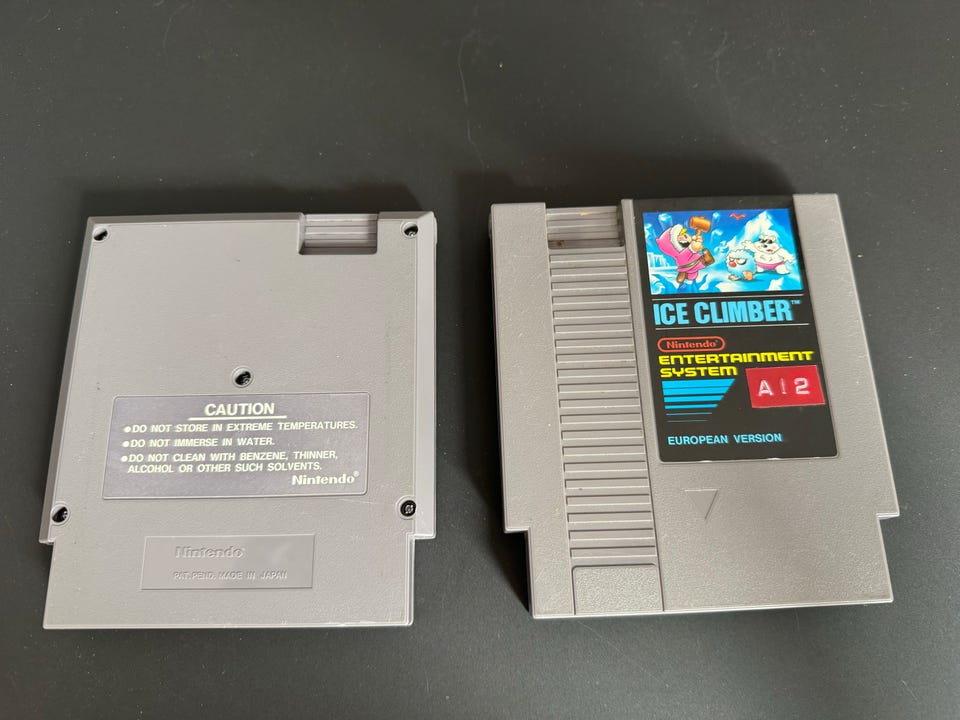 CAUTION
•DO NOT STORE IN EXTREME TEMPERATURES.
•DO NOT IMMERSE IN WATER.
•DO NOT CLEAN WITH BENZENE, THINNER,
ALCOHOL OR OTHER SUCH SOLVENTS.
Nintendo®
Nintendo®
PAT. PEND. MADE IN JAPAN
ICE CLIMBER™
Nintendo®
ENTERTAINMENT
SYSTEM
A!2
EUROPEAN VERSION